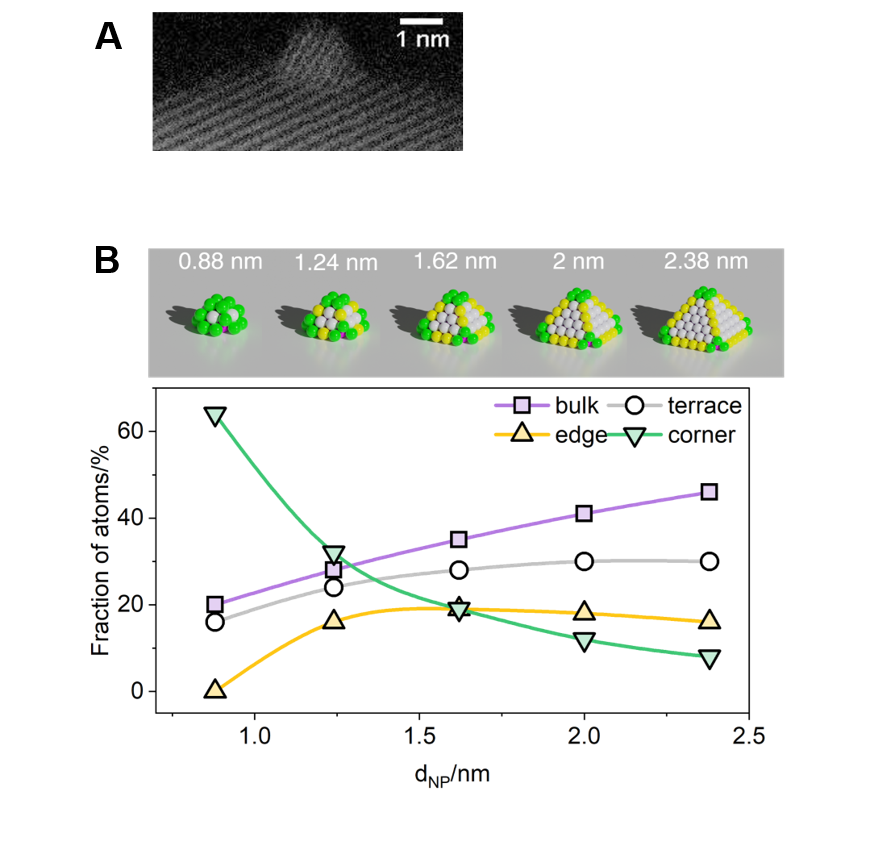 A
1 nm
B
0.88 nm 1.24 nm 1.62 nm 2 nm 2.38 nm
bulk terrace
edge corner
Fraction of atoms/%
60
40
20
0
1.0 1.5 2.0 2.5
dNP/nm